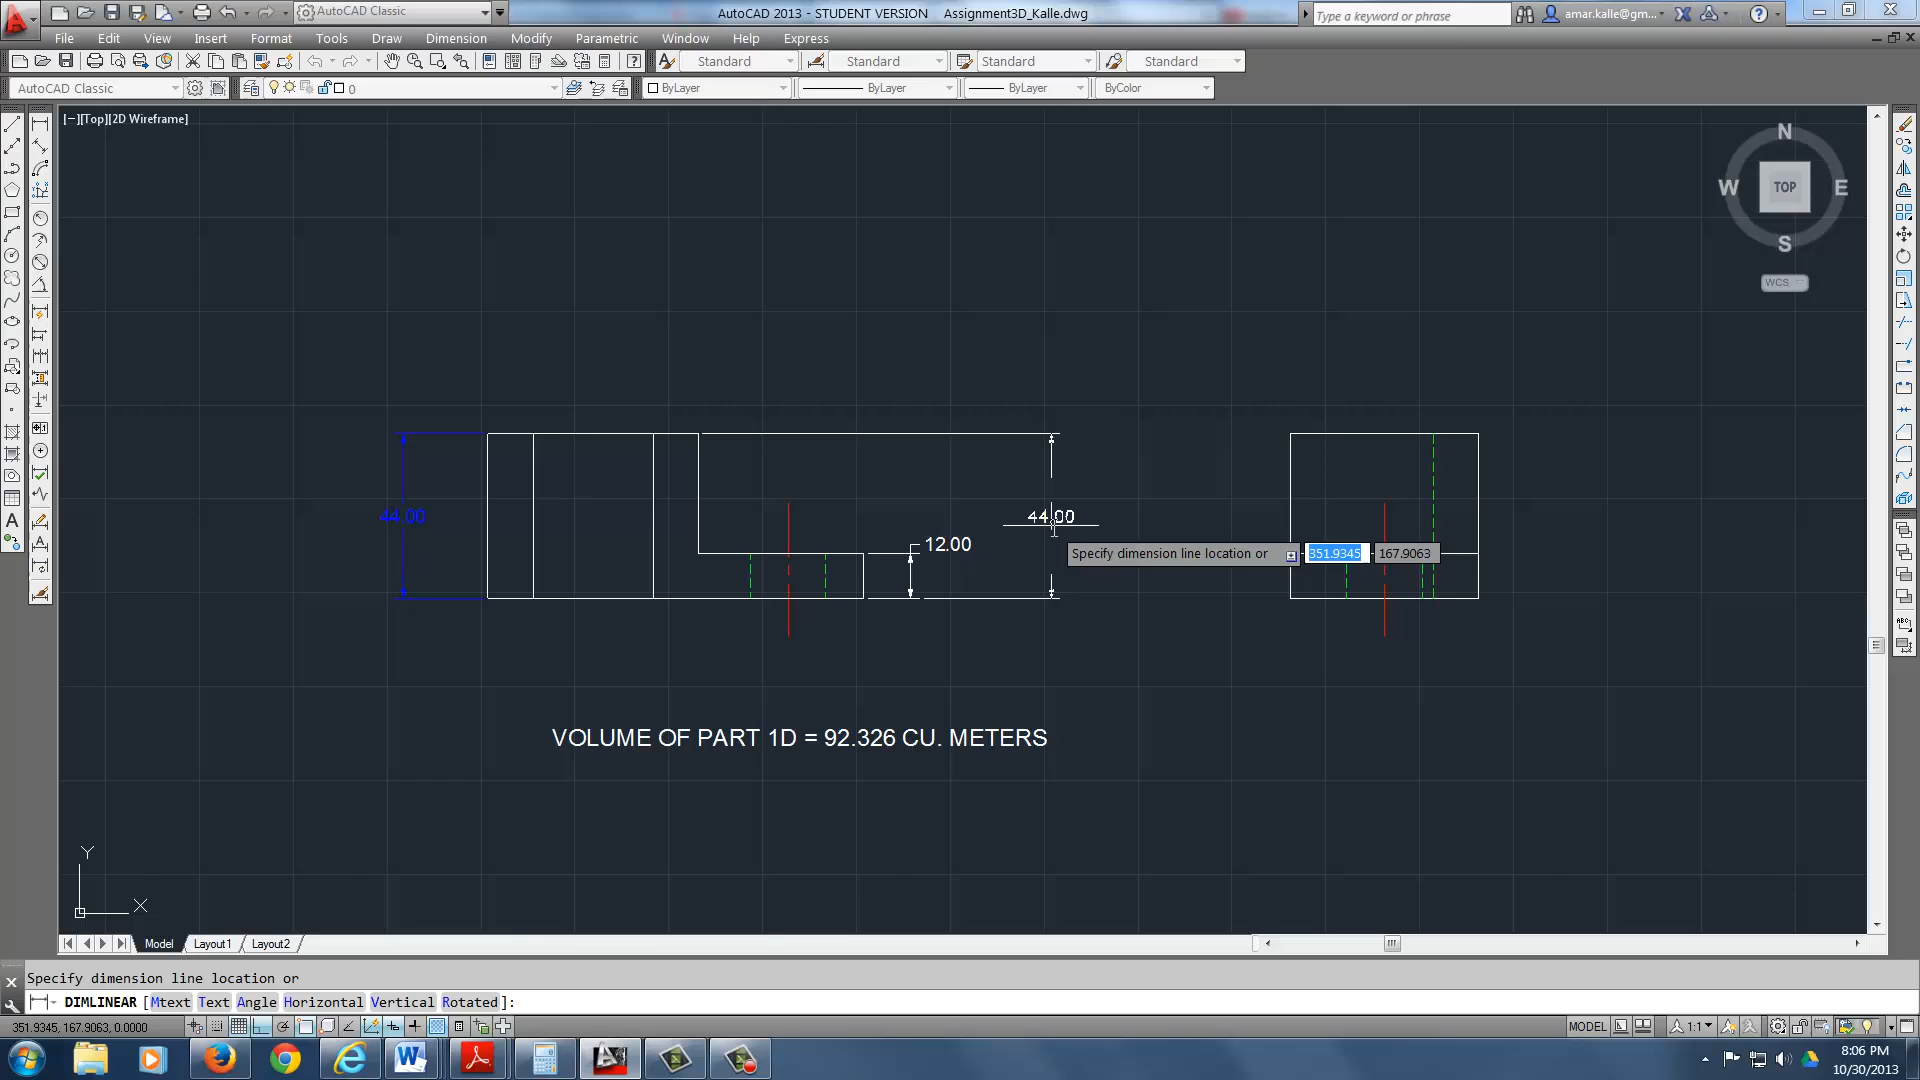 AutoCAD Classic
AutoCAD 2013 - STUDENT VERSION Assignment3D_Kalle.dwg
Type a keyword or phrase
amar.kalle@gm...
File Edit View Insert Format Tools Draw Dimension Modify Parametric Window Help Express
Standard Standard Standard Standard
AutoCAD Classic 0 ByLayer ByLayer ByLayer ByColor
[−][Top][2D Wireframe]
N
W TOP E
S
WCS
44.00
44.00
12.00
Specify dimension line location or 351.9345 167.9063
VOLUME OF PART 1D = 92.326 CU. METERS
Y
X
Model Layout1 Layout2
Specify dimension line location or
DIMLINEAR [Mtext Text Angle Horizontal Vertical Rotated]:
351.9345, 167.9063, 0.0000
MODEL 1:1
8:06 PM
10/30/2013